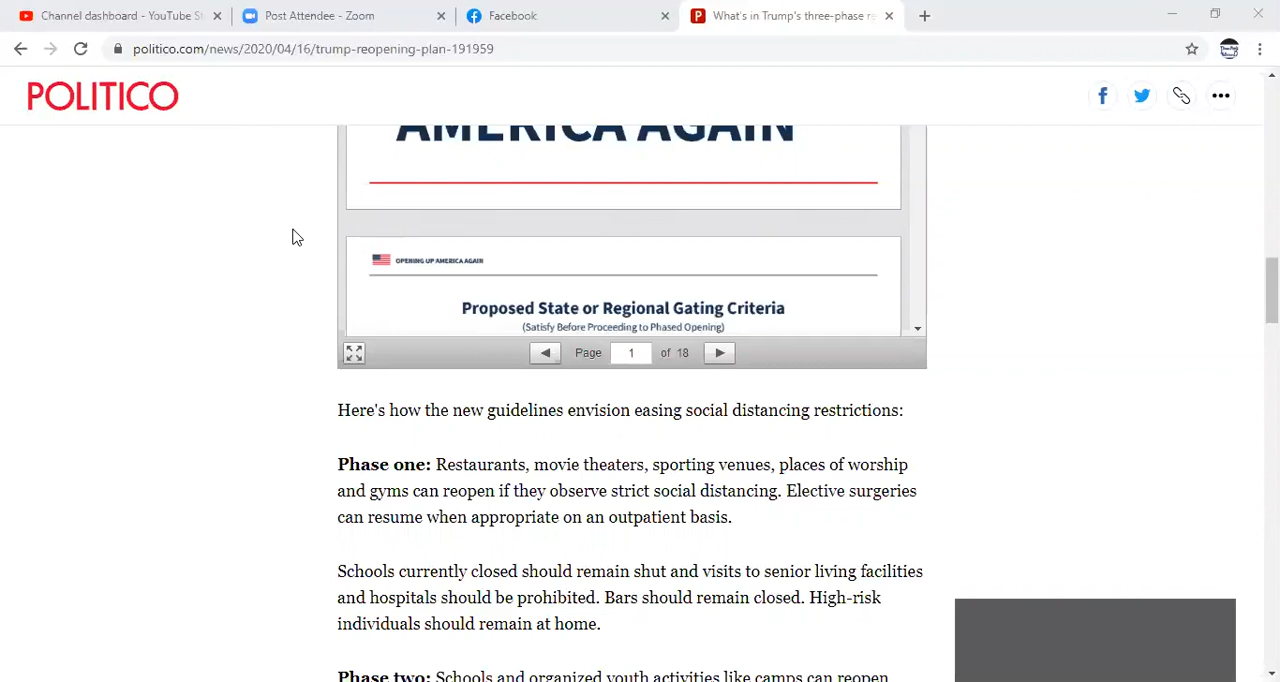 Channel dashboard - YouTube St
Post Attendee - Zoom
Facebook
What's in Trump's three-phase re
politico.com/news/2020/04/16/trump-reopening-plan-191959
POLITICO
AMERICA AGAIN
OPENING UP AMERICA AGAIN
Proposed State or Regional Gating Criteria
(Satisfy Before Proceeding to Phased Opening)
Page 1 of 18
Here's how the new guidelines envision easing social distancing restrictions:
Phase one: Restaurants, movie theaters, sporting venues, places of worship
and gyms can reopen if they observe strict social distancing. Elective surgeries
can resume when appropriate on an outpatient basis.
Schools currently closed should remain shut and visits to senior living facilities
and hospitals should be prohibited. Bars should remain closed. High-risk
individuals should remain at home.
Phase two: Schools and organized youth activities like camps can reopen